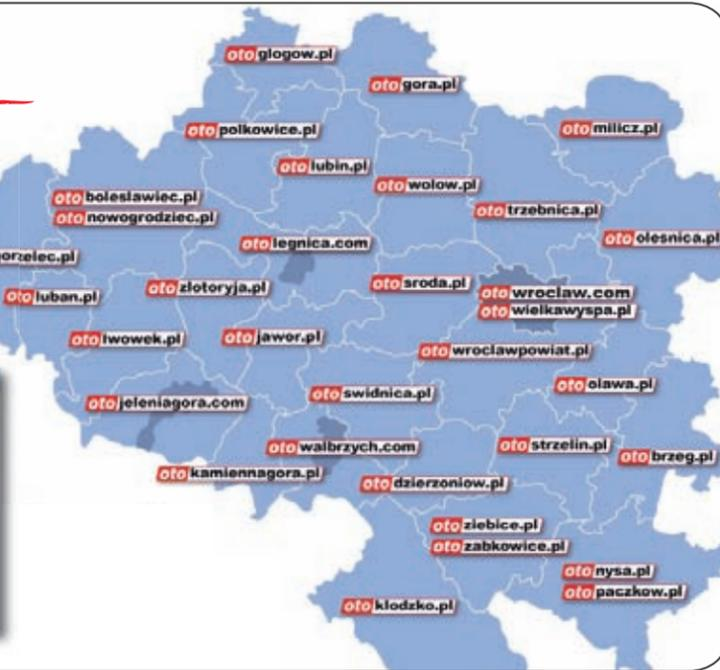 otoglogow.pl
otogora.pl
otopolkowice.pl
otomilicz.pl
otolubin.pl
otowolow.pl
otoboleslawiec.pl
otonowogrodziec.pl
ototrzebnica.pl
otolegnica.com
otoolesnica.pl
orzelec.pl
otoluban.pl
otozlotoryja.pl
otosroda.pl
otowroclaw.com
otowielkawyspa.pl
otolwowek.pl
otojawor.pl
otowroclawpowiat.pl
otojeleniagora.com
otoswidnica.pl
otoolawa.pl
otowalbrzych.com
otostrzelin.pl
otobrzeg.pl
otokamiennagora.pl
otodzierzoniow.pl
otoziebice.pl
otozabkowice.pl
otonysa.pl
otopaczkow.pl
otoklodzko.pl